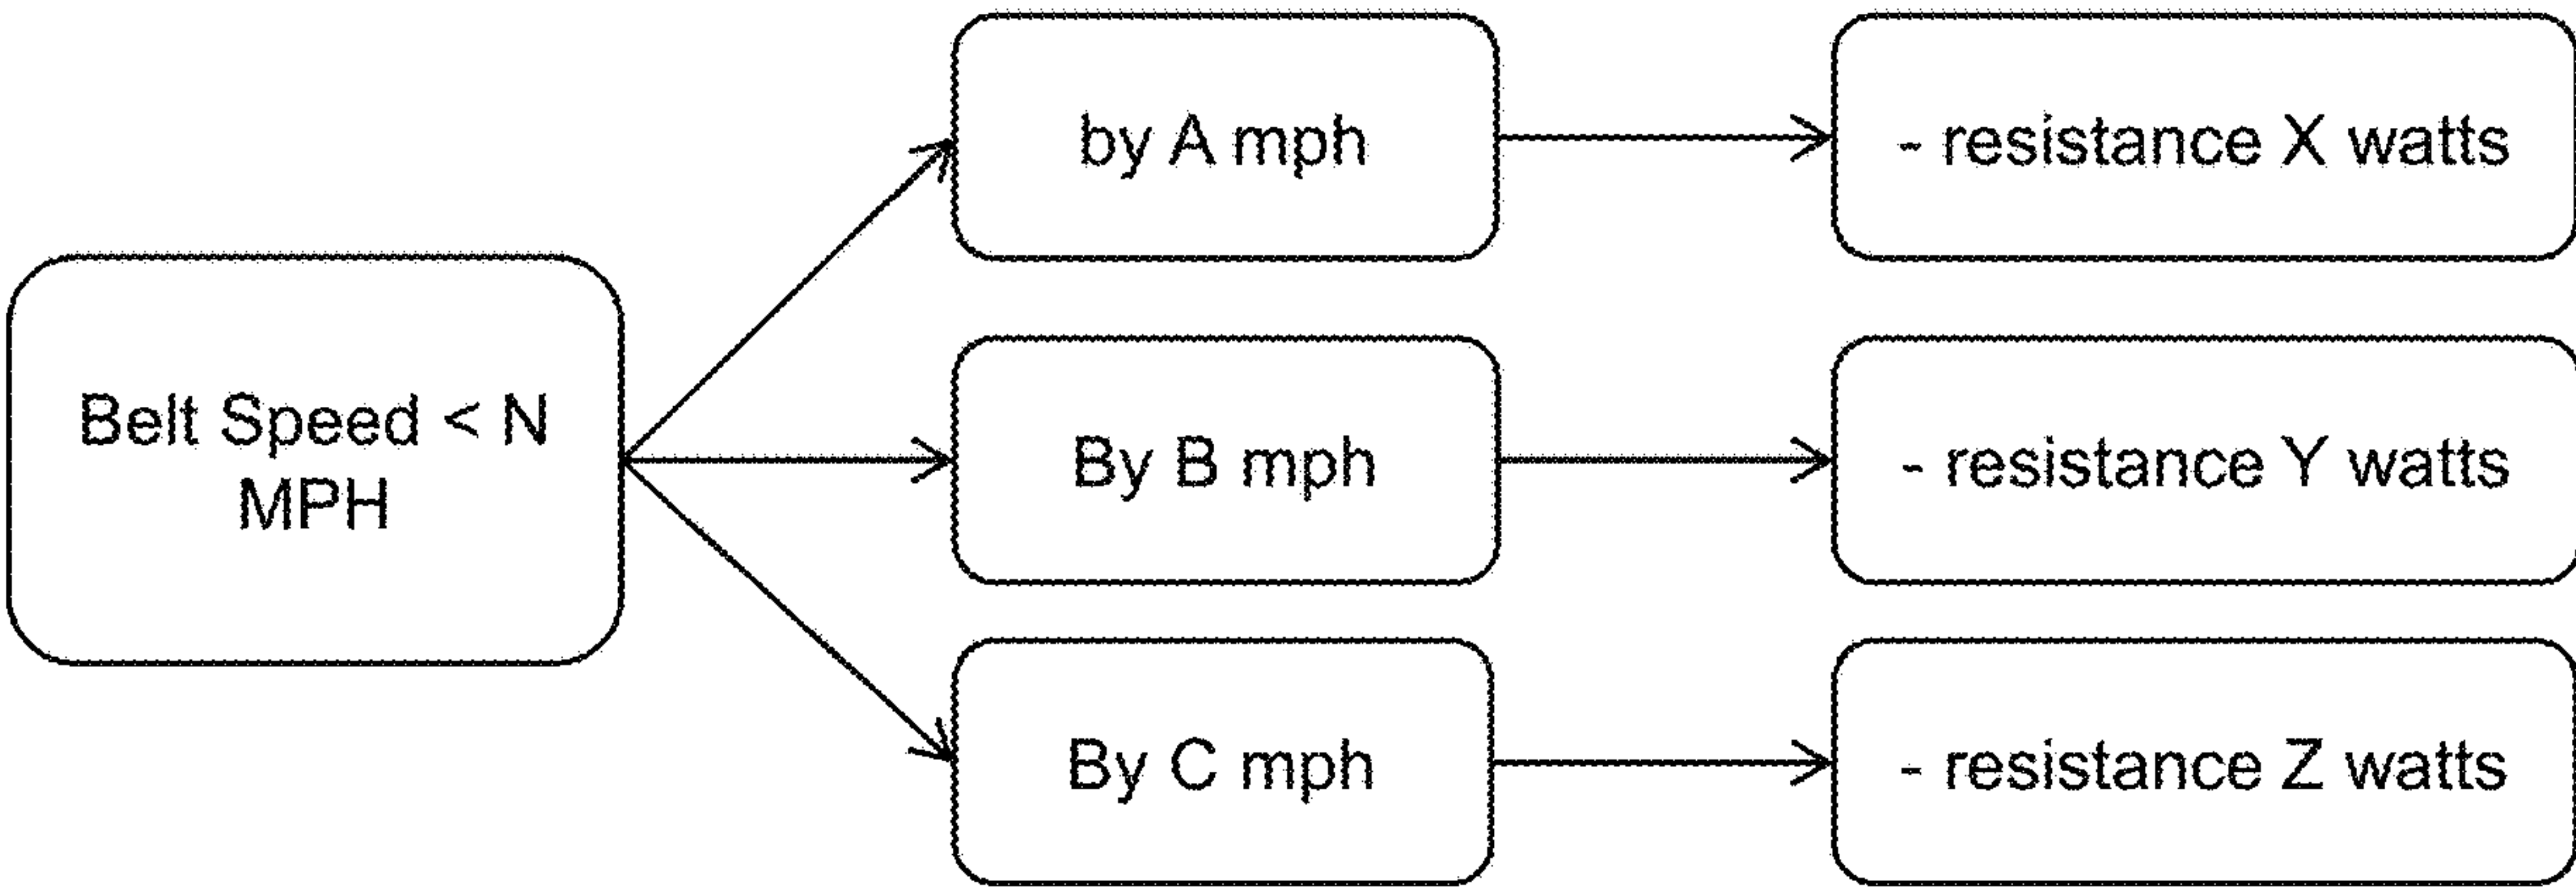 by A mph
- resistance X watts
Belt Speed < N
MPH
By B mph
- resistance Y watts
By C mph
- resistance Z watts